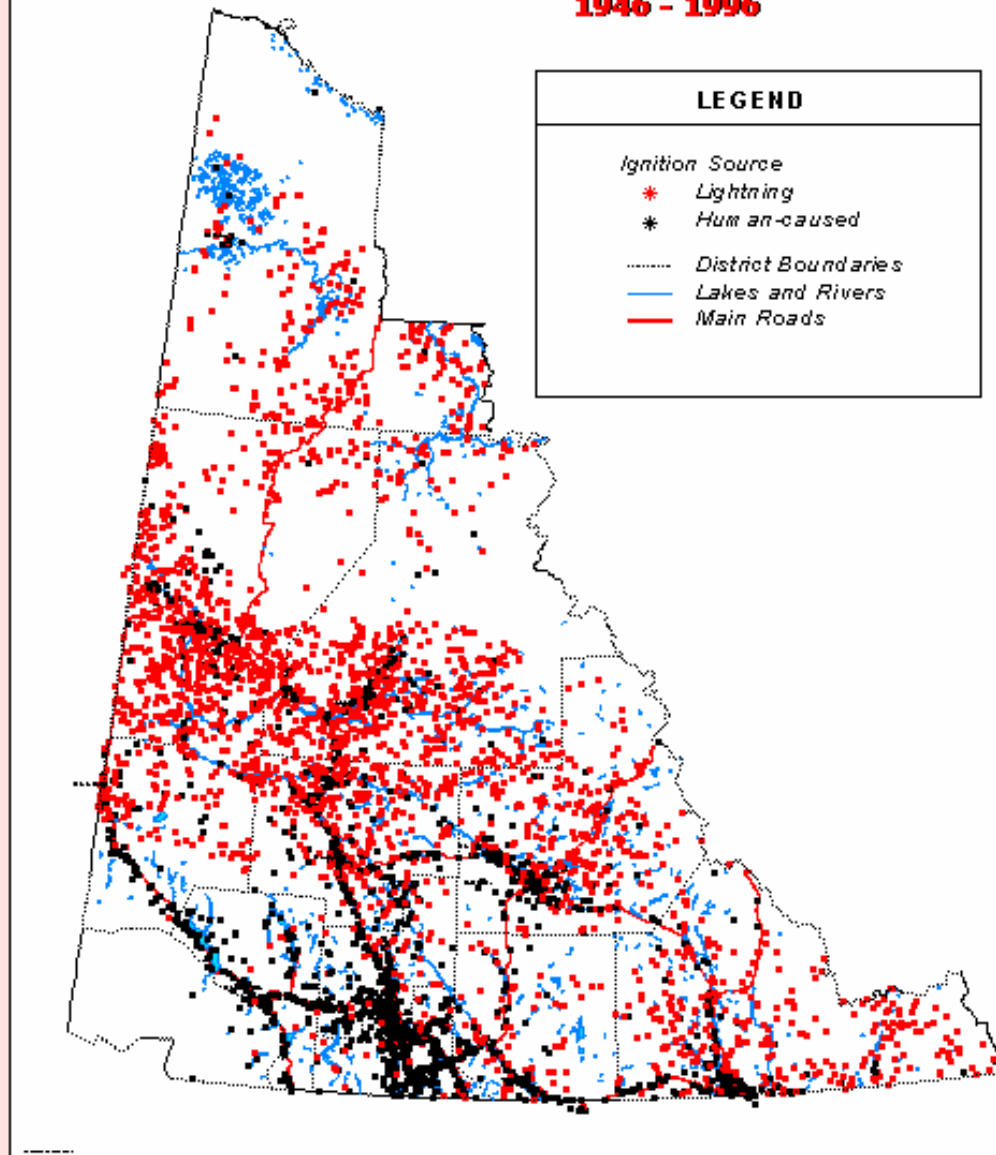 1946 - 1996
LEGEND
Ignition Source
Lightning
Human-caused
District Boundaries
Lakes and Rivers
Main Roads